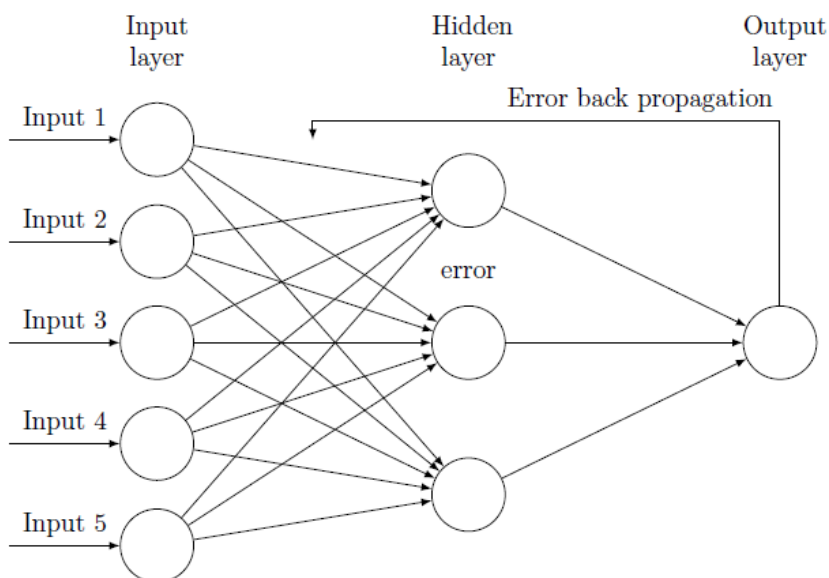 Input
layer
Hidden
layer
Output
layer
Error back propagation
Input 1
Input 2
error
Input 3
Input 4
Input 5